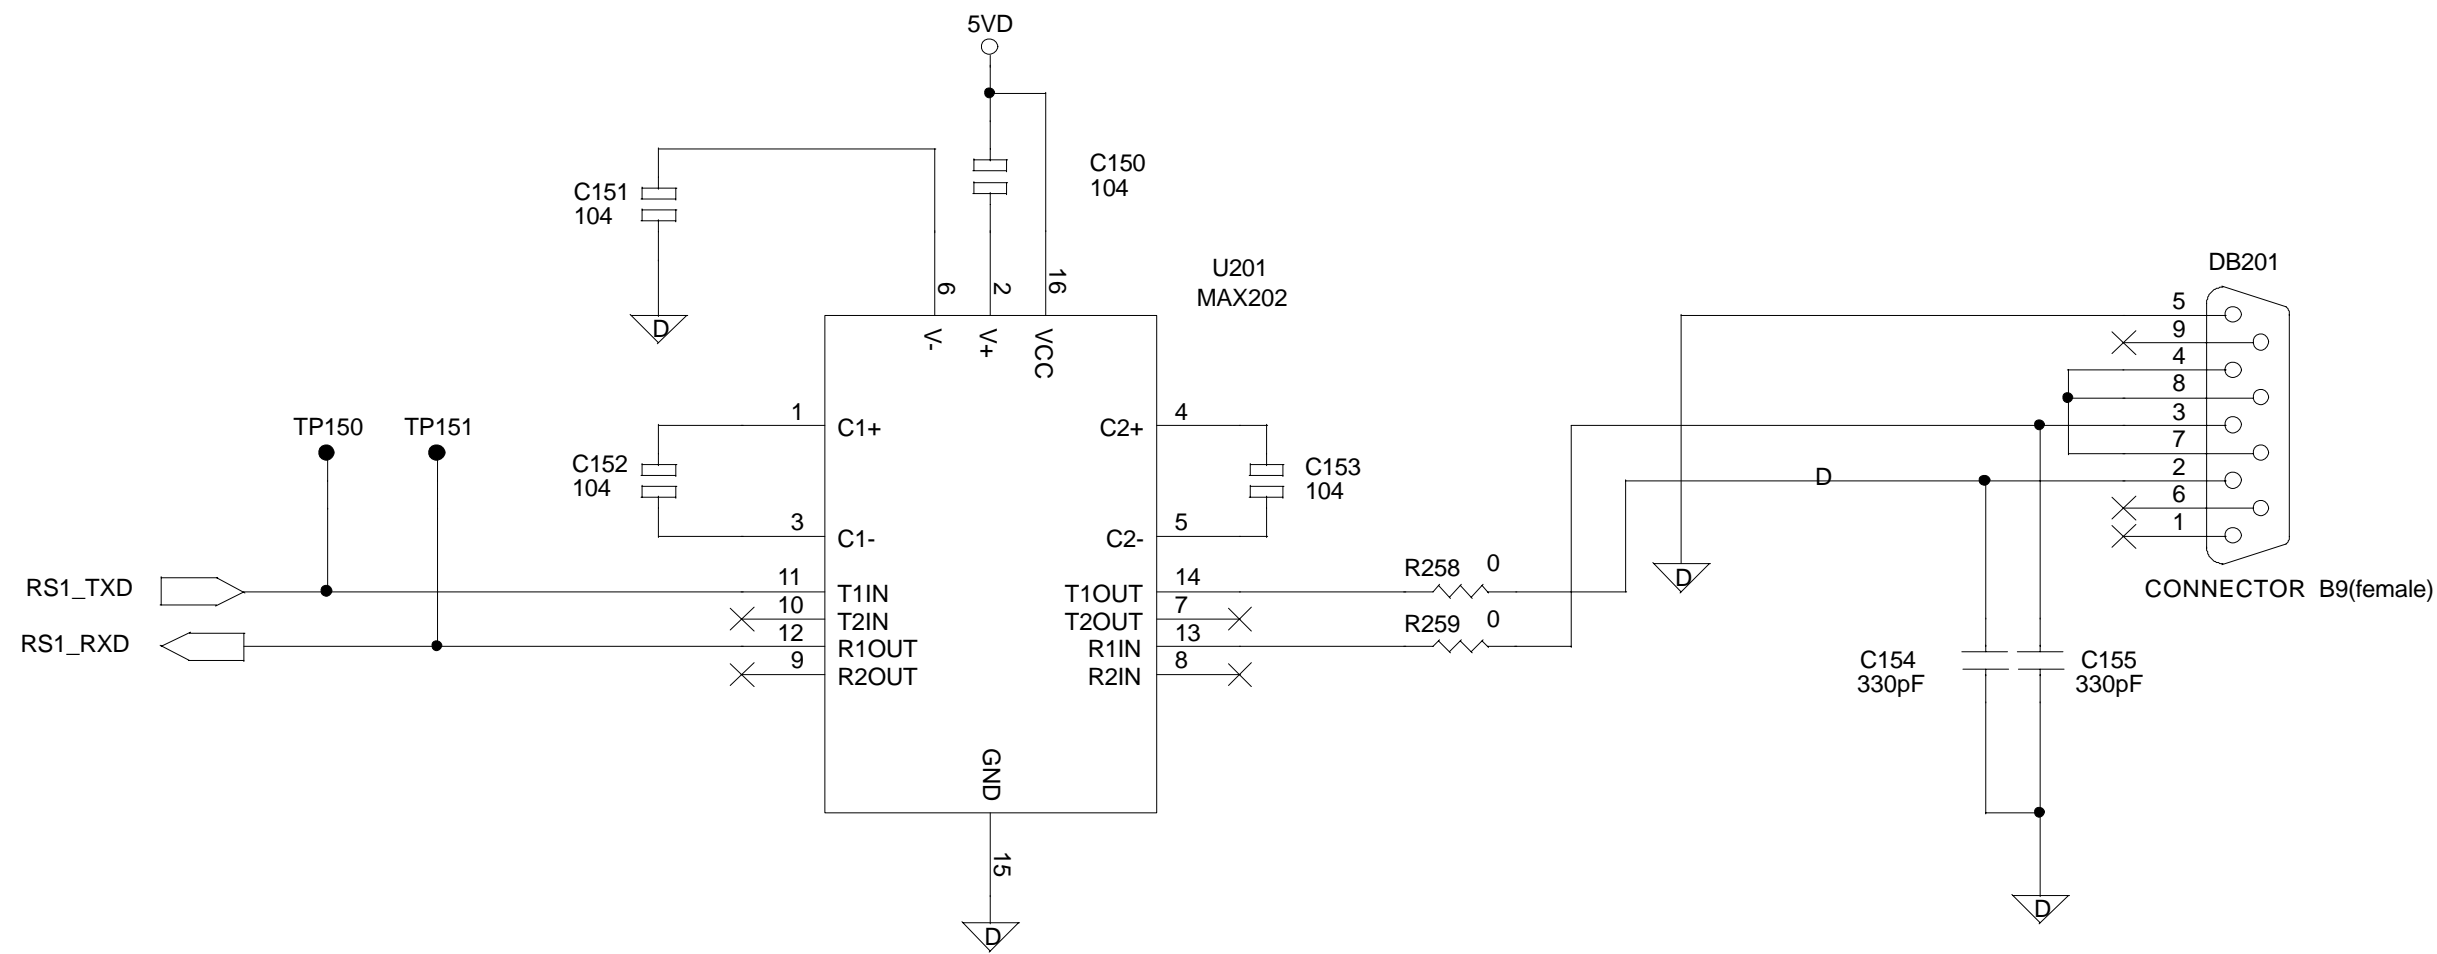 5VD
C150
104
C151
104
U201
MAX202
6
2
16
V-
V+
VCC
DB201
5
9
4
8
3
7
2
6
1
CONNECTOR B9(female)
TP150
TP151
1
C1+
C152
104
3
C1-
4
C2+
C153
104
5
C2-
D
D
D
RS1_TXD
RS1_RXD
11
T1IN
10
T2IN
12
R1OUT
9
R2OUT
14
T1OUT
7
T2OUT
13
R1IN
8
R2IN
R258 0
R259 0
C154
330pF
C155
330pF
GND
15
D
D